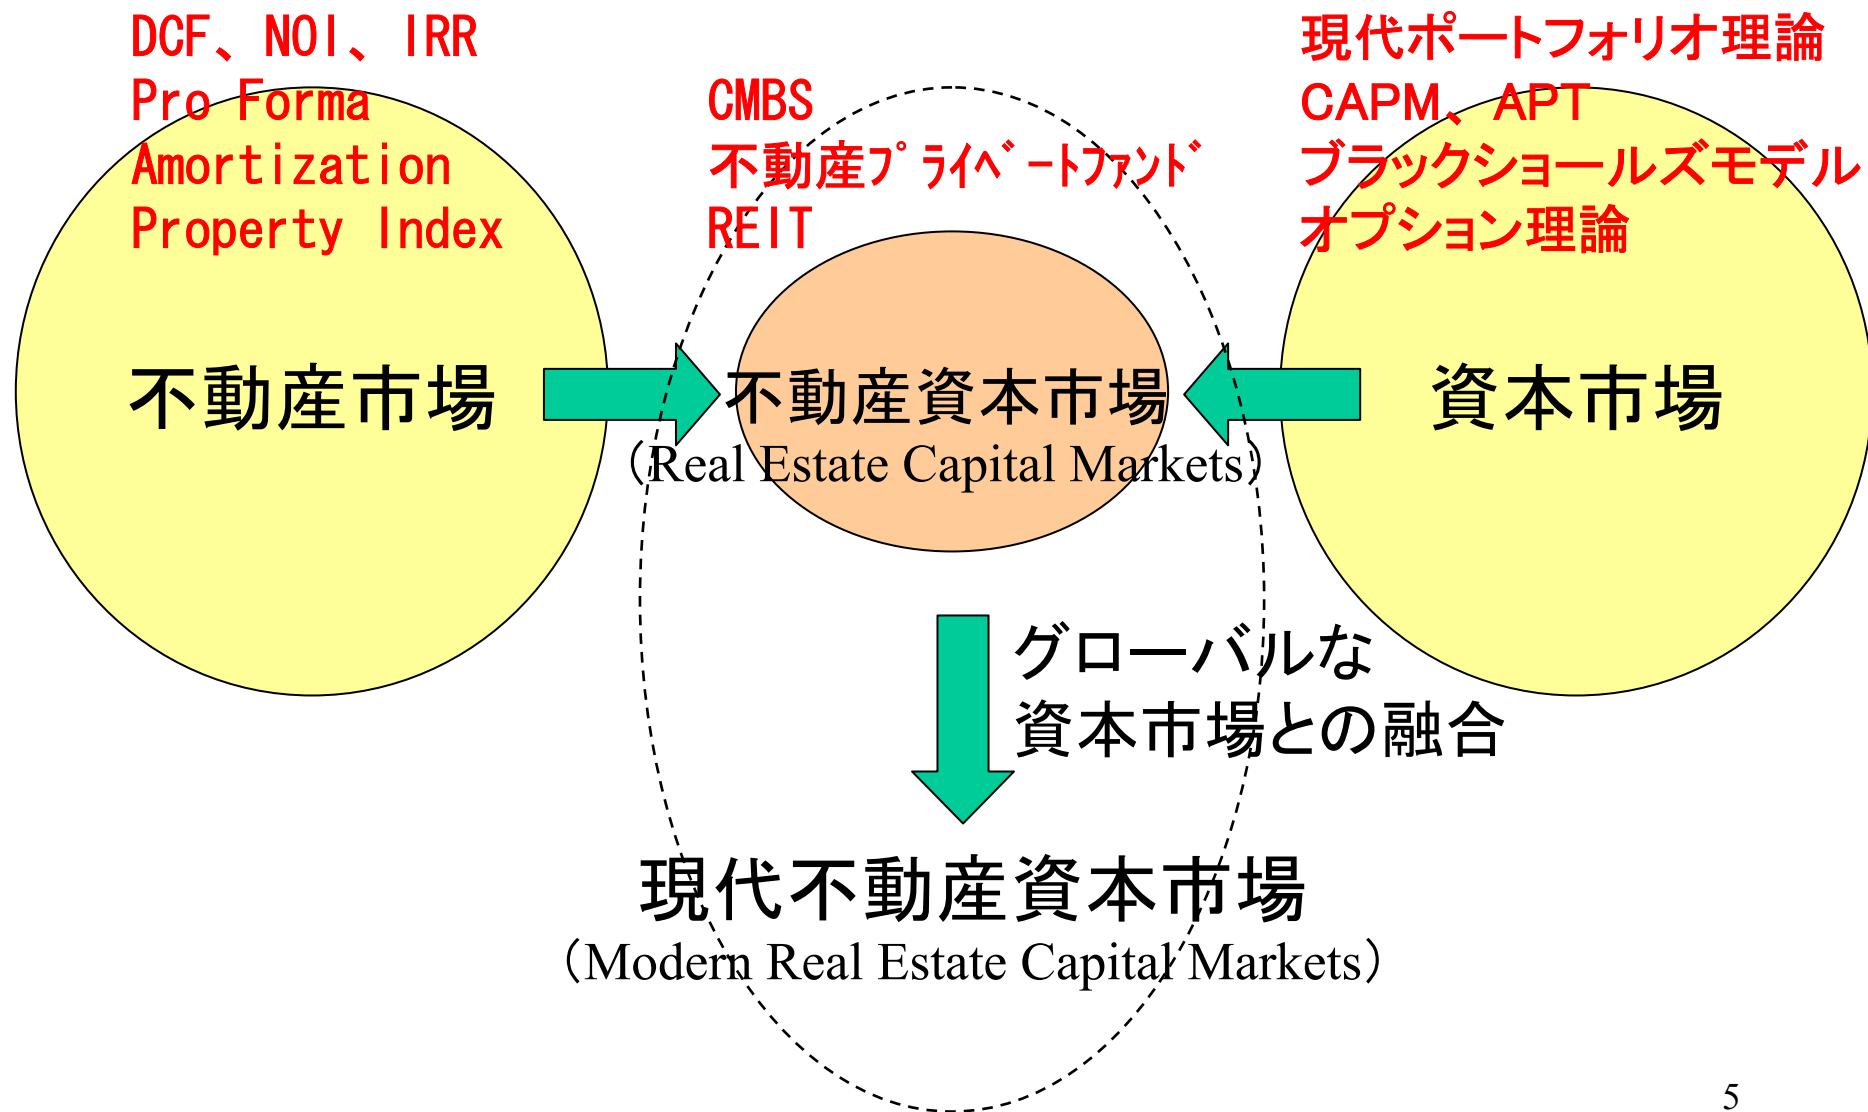 DCF、NOI、IRR
Pro Forma
Amortization
Property Index
CMBS
不動産ﾌﾟﾗｲﾍﾞｰﾄﾌｧﾝﾄﾞ
REIT
現代ポートフォリオ理論
CAPM、APT
ブラックショールズモデル
オプション理論
不動産市場
不動産資本市場
（Real Estate Capital Markets）
資本市場
グローバルな
資本市場との融合
現代不動産資本市場
（Modern Real Estate Capital Markets）
5